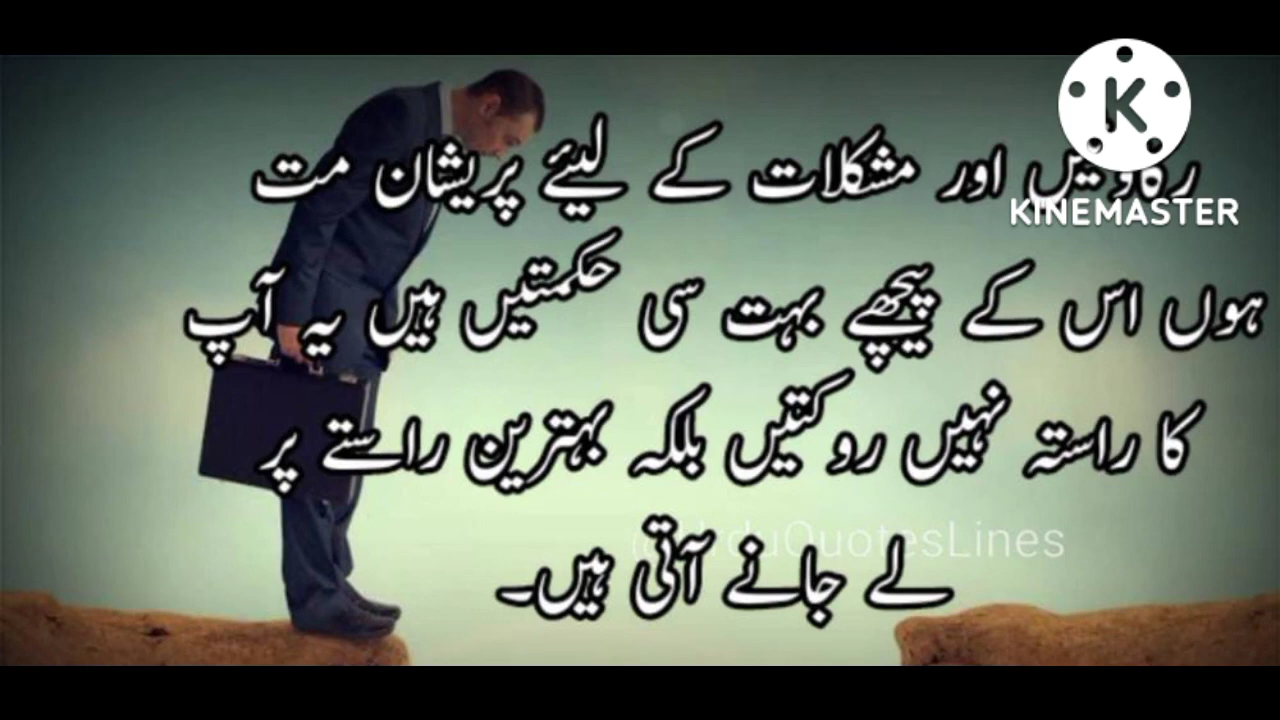 اور مشکلات کے لیئے پریشان مت
ہوں اس کے پیچھے بہت سی حکمتیں ہیں یہ آپ
کا راستہ نہیں روکتیں بلکہ بہترین راستے پر
لے جانے آتی ہیں۔
K
KINEMASTER